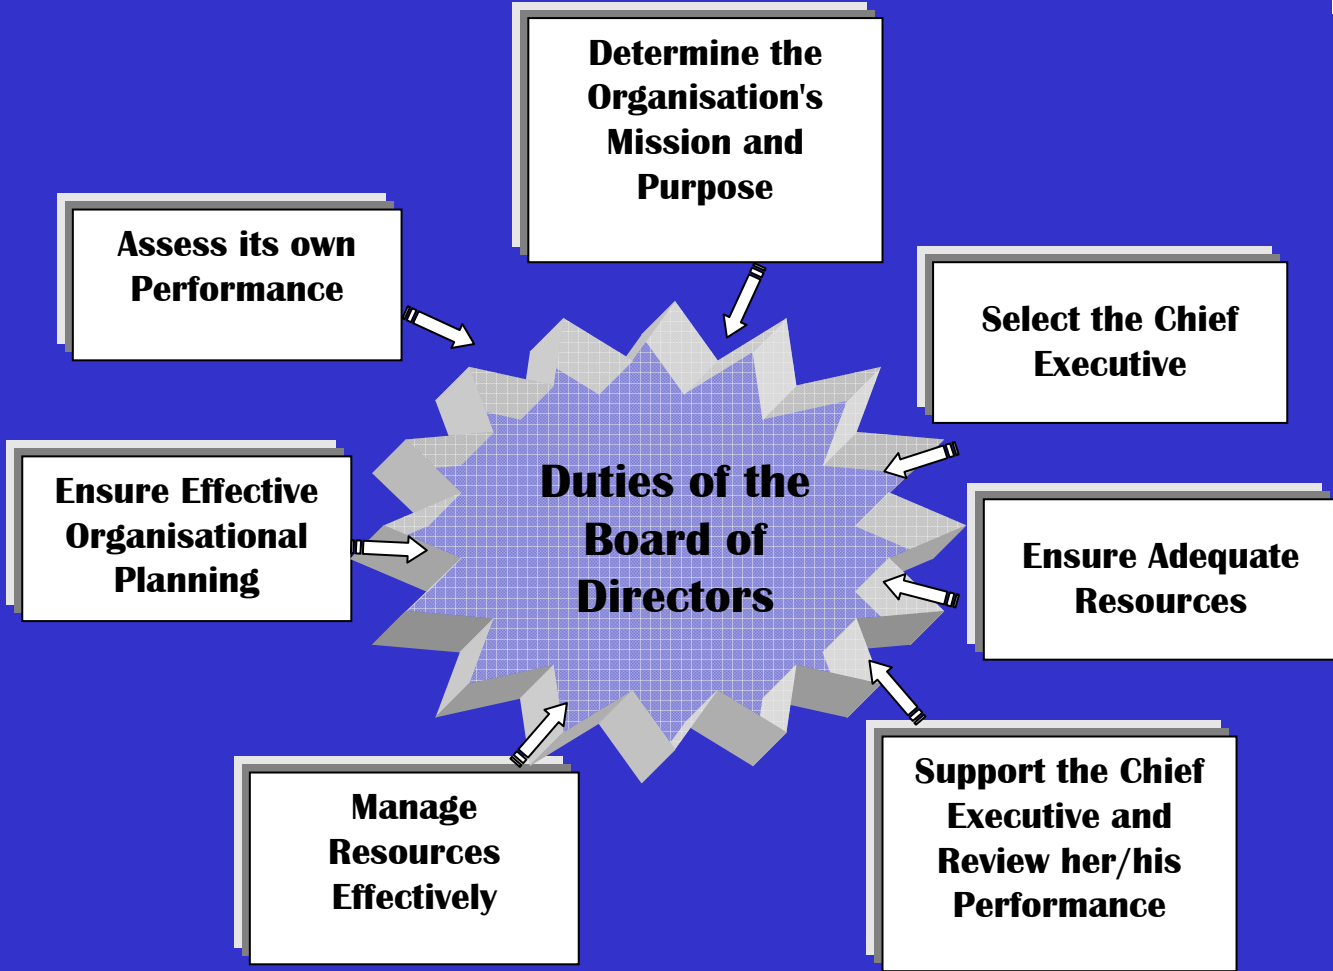 Determine the
Organisation's
Mission and
Purpose
Assess its own
Performance
Select the Chief
Executive
Duties of the
Board of
Directors
Ensure Effective
Organisational
Planning
Ensure Adequate
Resources
Manage
Resources
Effectively
Support the Chief
Executive and
Review her/his
Performance